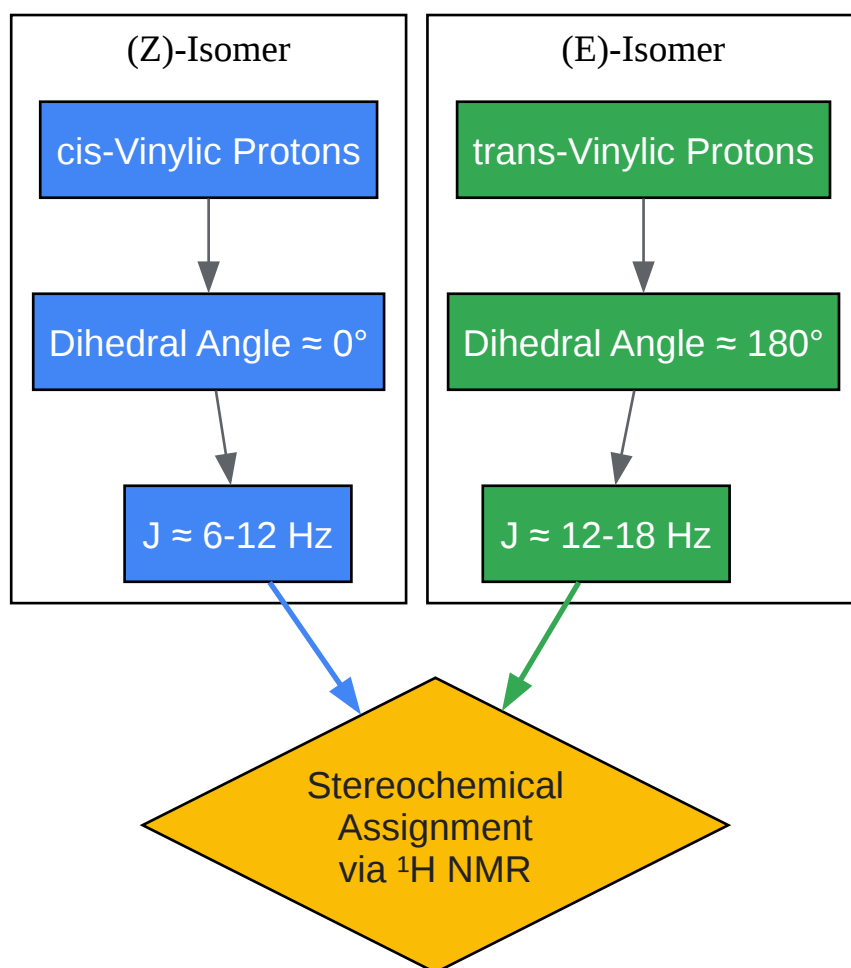 (Z)-Isomer
cis-Vinylic Protons
Dihedral Angle ≈ 0°
J ≈ 6-12 Hz
(E)-Isomer
trans-Vinylic Protons
Dihedral Angle ≈ 180°
J ≈ 12-18 Hz
Stereochemical
Assignment
via ¹H NMR